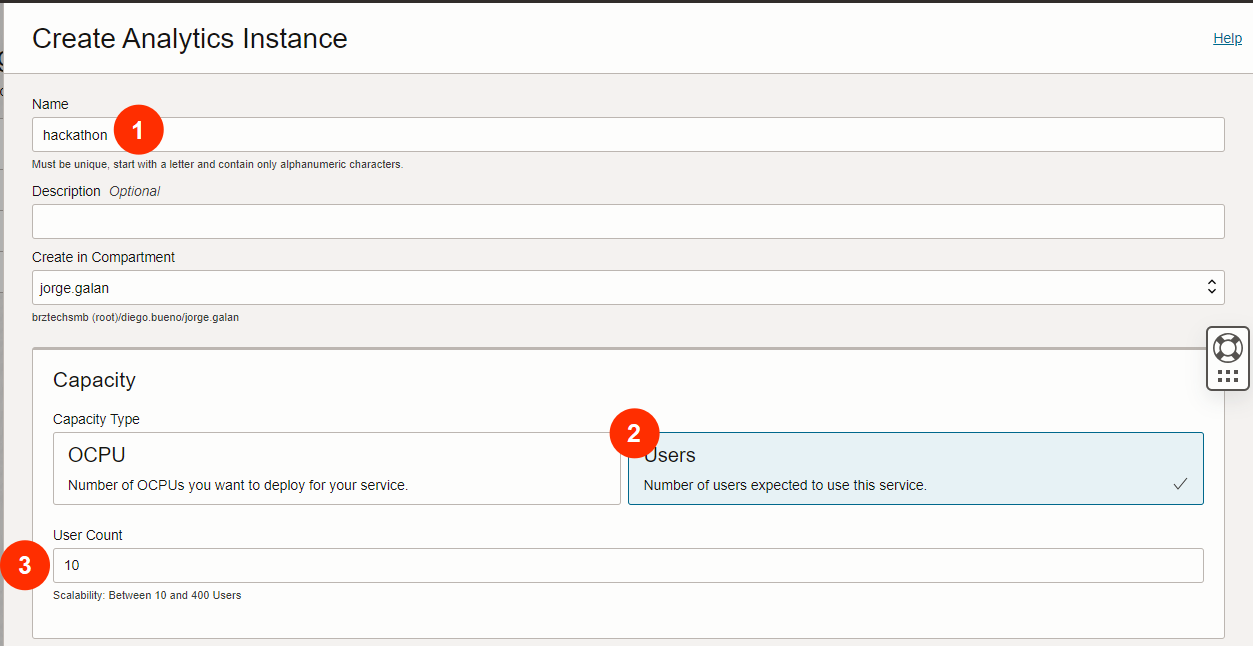 Create Analytics Instance
Help
Name
hackathon
1
Must be unique, start with a letter and contain only alphanumeric characters.
Description Optional
Create in Compartment
jorge.galan
brztechsmb (root)/diego.bueno/jorge.galan
Capacity
Capacity Type
OCPU
Number of OCPUs you want to deploy for your service.
2
Users
Number of users expected to use this service.
User Count
3
10
Scalability: Between 10 and 400 Users